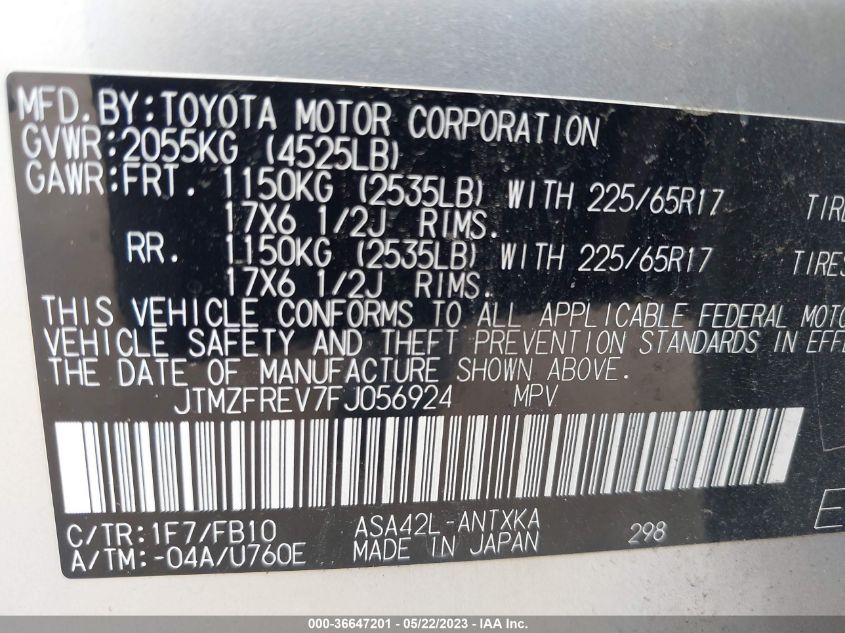 MFD.BY:TOYOTA MOTOR CORPORATION
GVWR:2055KG (4525LB)
GAWR:FRT. 1150KG (2535LB) WITH 225/65R17
17X6 1/2J RIMS.
RR. 1150KG (2535LB) WITH 225/65R17 TIRES
17X6 1/2J RIMS.
THIS VEHICLE CONFORMS TO ALL APPLICABLE FEDERAL
VEHICLE SAFETY AND THEFT PREVENTION STANDARDS IN
THE DATE OF MANUFACTURE SHOWN ABOVE.
JTMZFREV7FJ056924 MPV
C/TR:1F7/FB10 ASA42L-ANTXKA 298
A/TM:-04A/U760E MADE IN JAPAN
000-36647201 - 05/22/2023 - IAA Inc.